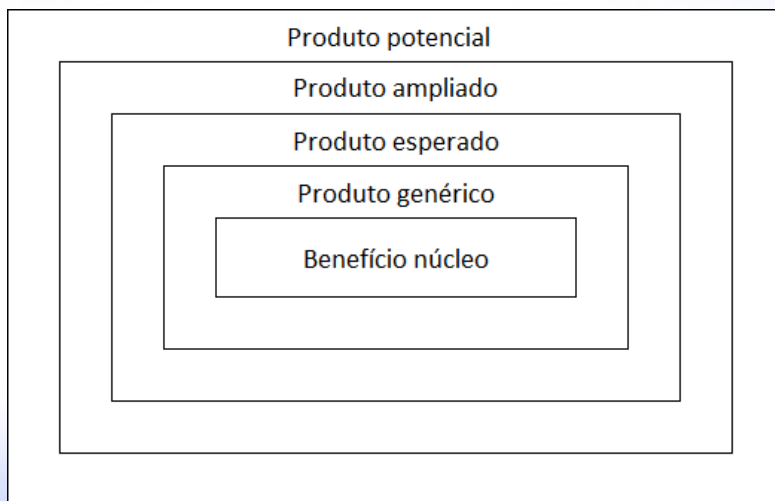 Produto potencial
Produto ampliado
Produto esperado
Produto genérico
Benefício núcleo